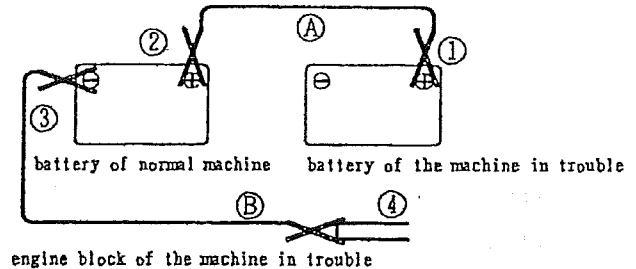 Ⓐ
② ①
⊖ ⊕ ⊖ ⊕
③
battery of normal machine battery of the machine in trouble
Ⓑ ④
engine block of the machine in trouble